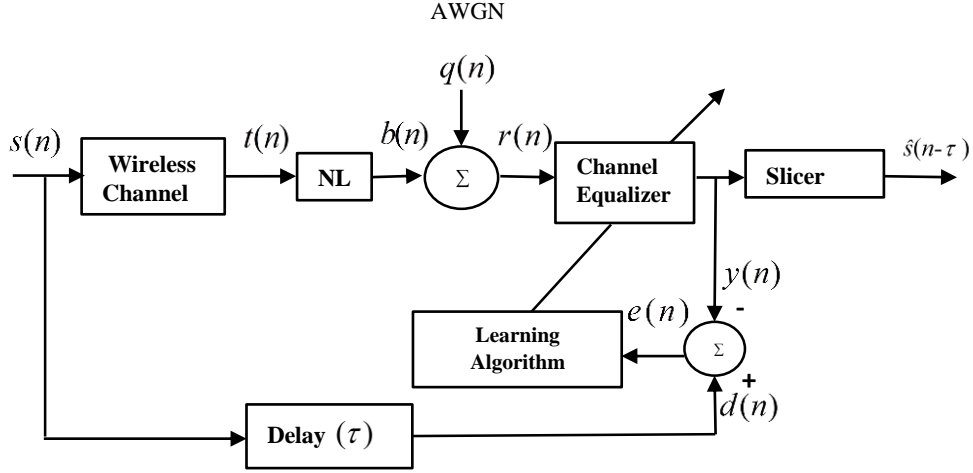 AWGN
q(n)
s(n)
t(n)
b(n)
r(n)
ŝ(n-τ)
Wireless
Channel
NL
Σ
Channel
Equalizer
Slicer
y(n)
-
e(n)
Learning
Algorithm
Σ
+
d(n)
Delay (τ)